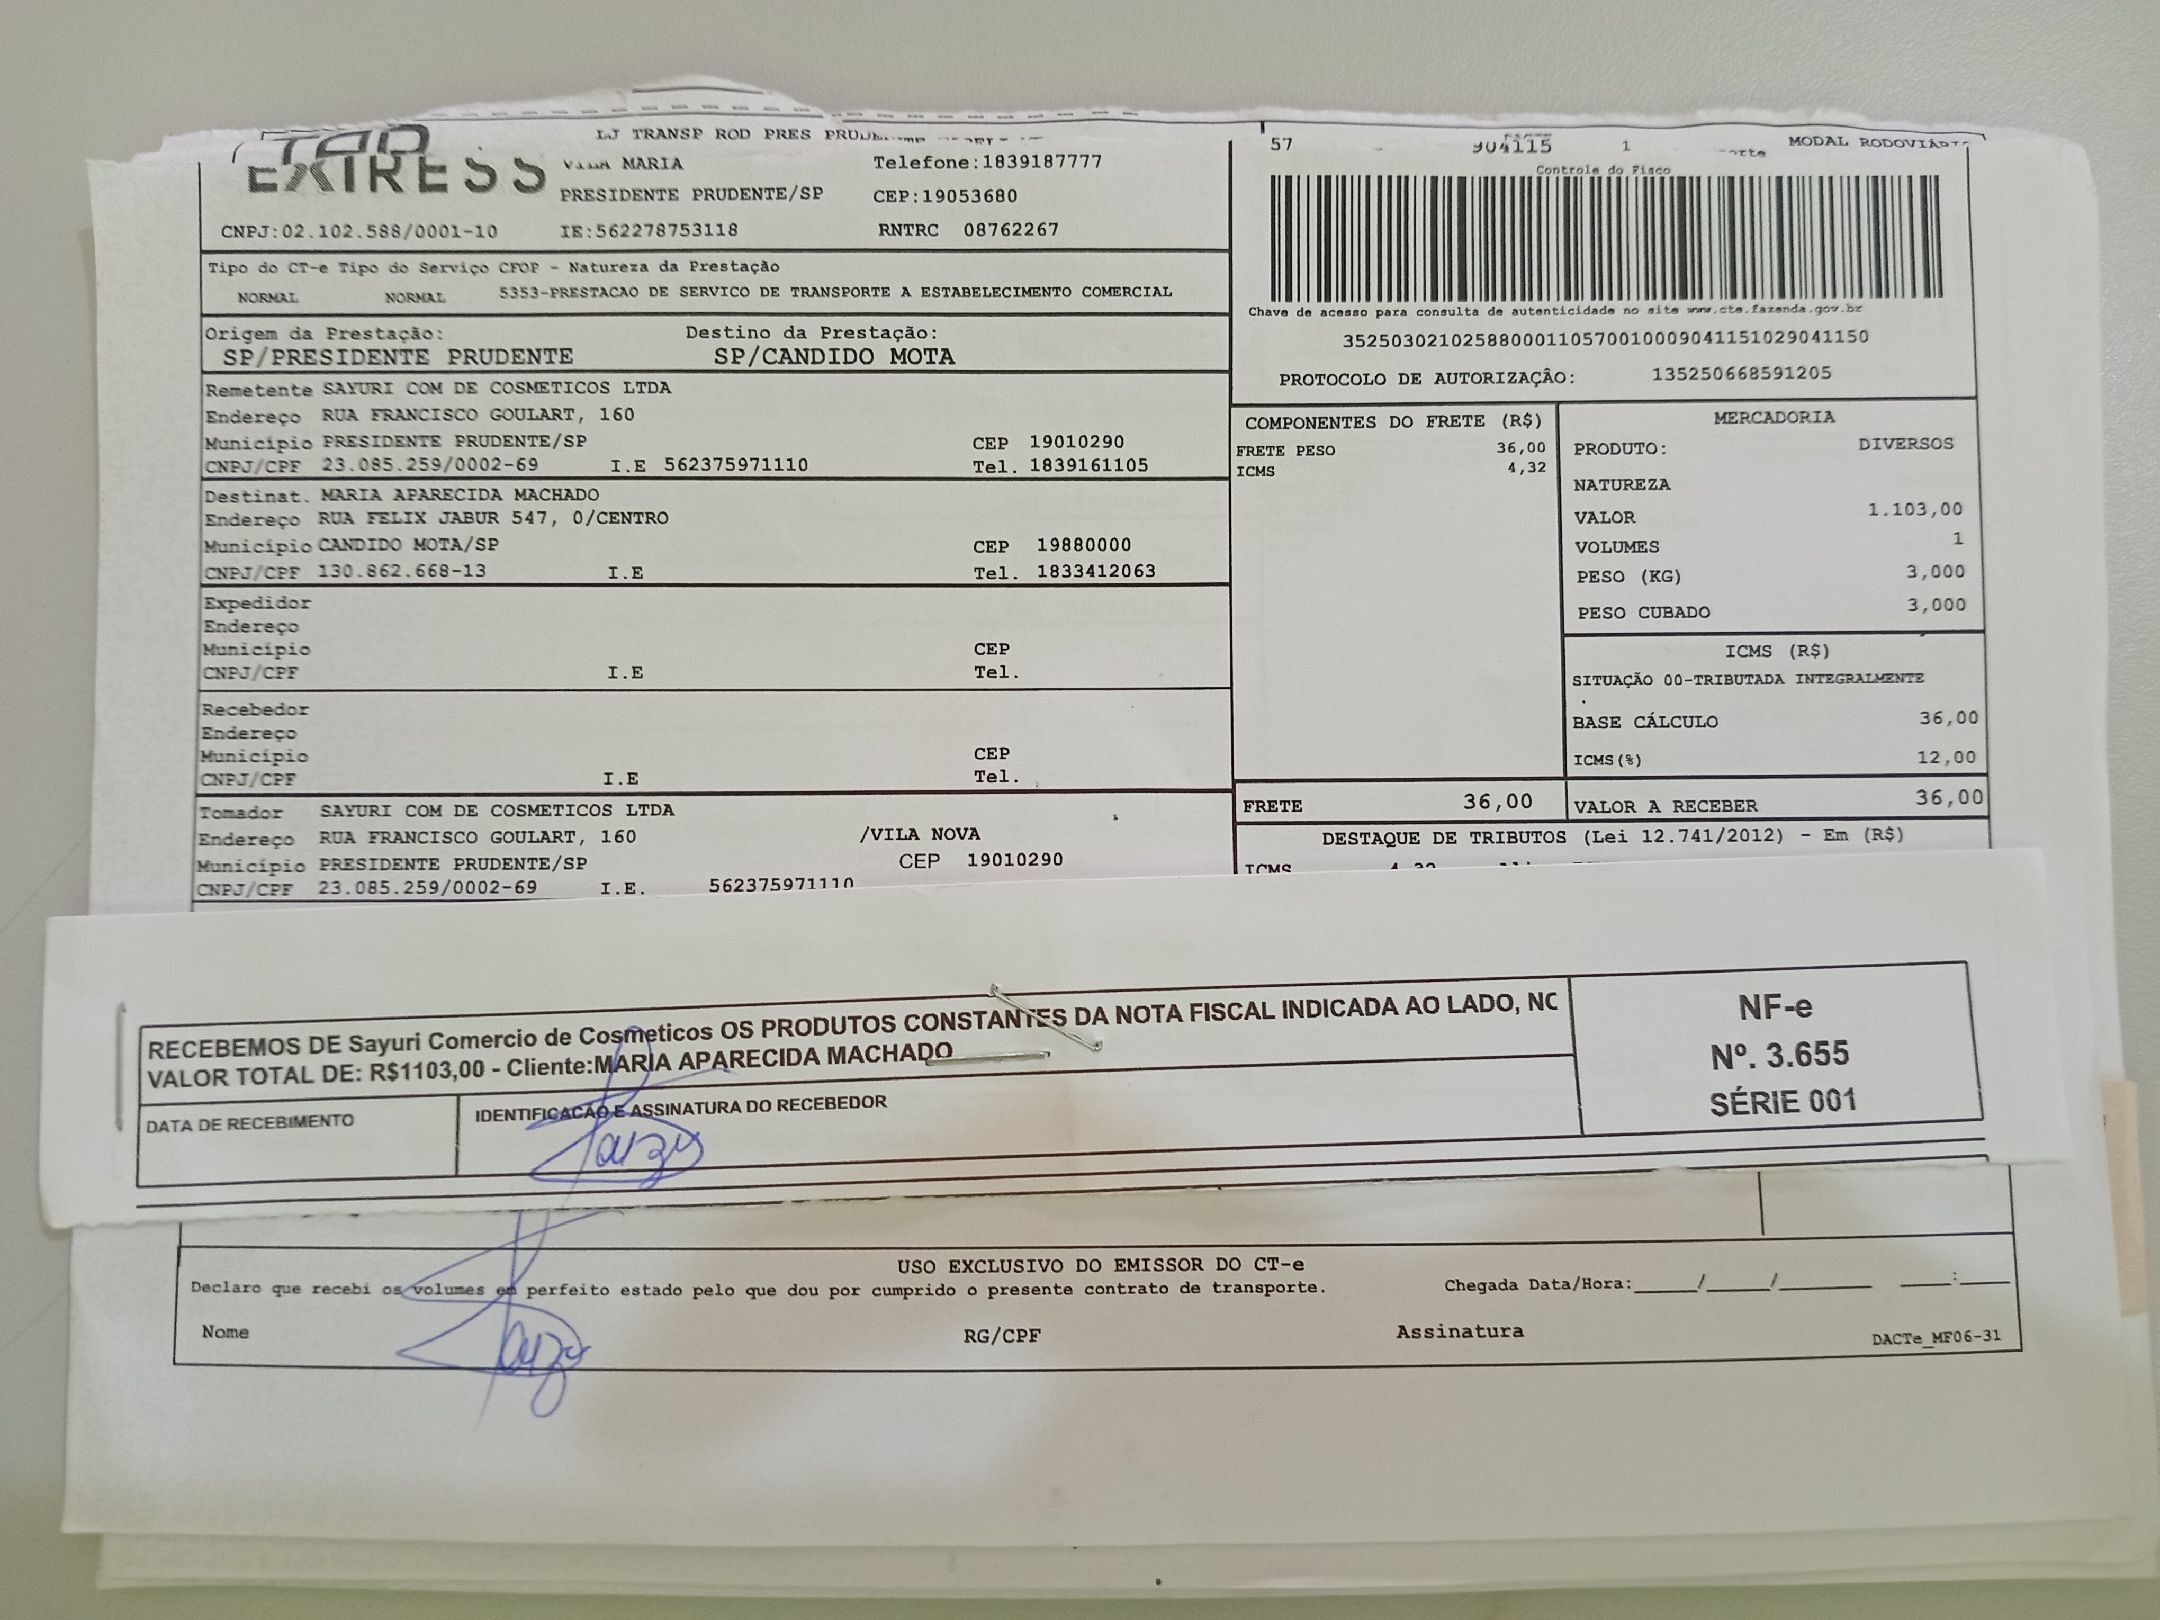 EXPRESS
LJ TRANSP ROD PRES
VILA MARIA Telefone:1839187777
PRESIDENTE PRUDENTE/SP CEP:19053680
CNPJ:02.102.588/0001-10 IE:562278753118 RNTRC 08762267
57 904115 1 MODAL RODOVIÁRIO
Controle do Fisco
Chave de acesso para consulta de autenticidade no site www.cte.fazenda.gov.br
35250302102588000110570010009041151029041150
PROTOCOLO DE AUTORIZAÇÃO: 135250668591205
Tipo do CT-e Tipo do Serviço CFOP - Natureza da Prestação
NORMAL NORMAL 5353-PRESTACAO DE SERVICO DE TRANSPORTE A ESTABELECIMENTO COMERCIAL
Origem da Prestação: Destino da Prestação:
SP/PRESIDENTE PRUDENTE SP/CANDIDO MOTA
Remetente SAYURI COM DE COSMETICOS LTDA
Endereço RUA FRANCISCO GOULART, 160
Município PRESIDENTE PRUDENTE/SP CEP 19010290
CNPJ/CPF 23.085.259/0002-69 I.E 562375971110 Tel. 1839161105
Destinat. MARIA APARECIDA MACHADO
Endereço RUA FELIX JABUR 547, 0/CENTRO
Município CANDIDO MOTA/SP CEP 19880000
CNPJ/CPF 130.862.668-13 I.E Tel. 1833412063
Expedidor
Endereço
Município CEP
CNPJ/CPF I.E Tel.
Recebedor
Endereço
Município CEP
CNPJ/CPF I.E Tel.
Tomador SAYURI COM DE COSMETICOS LTDA
Endereço RUA FRANCISCO GOULART, 160 /VILA NOVA
Município PRESIDENTE PRUDENTE/SP CEP 19010290
CNPJ/CPF 23.085.259/0002-69 I.E. 562375971110
COMPONENTES DO FRETE (R$)
FRETE PESO 36,00
ICMS 4,32
MERCADORIA
PRODUTO: DIVERSOS
NATUREZA
VALOR 1.103,00
VOLUMES 1
PESO (KG) 3,000
PESO CUBADO 3,000
ICMS (R$)
SITUAÇÃO 00-TRIBUTADA INTEGRALMENTE
BASE CÁLCULO 36,00
ICMS(%) 12,00
FRETE 36,00 VALOR A RECEBER 36,00
DESTAQUE DE TRIBUTOS (Lei 12.741/2012) - Em (R$)
ICMS 4,32
RECEBEMOS DE Sayuri Comercio de Cosmeticos OS PRODUTOS CONSTANTES DA NOTA FISCAL INDICADA AO LADO, NO
VALOR TOTAL DE: R$1103,00 - Cliente:MARIA APARECIDA MACHADO
DATA DE RECEBIMENTO IDENTIFICAÇÃO E ASSINATURA DO RECEBEDOR
NF-e
Nº. 3.655
SÉRIE 001
USO EXCLUSIVO DO EMISSOR DO CT-e
Declaro que recebi os volumes em perfeito estado pelo que dou por cumprido o presente contrato de transporte. Chegada Data/Hora:____/____/______ ___:___
Nome RG/CPF Assinatura DACTe_MF06-31